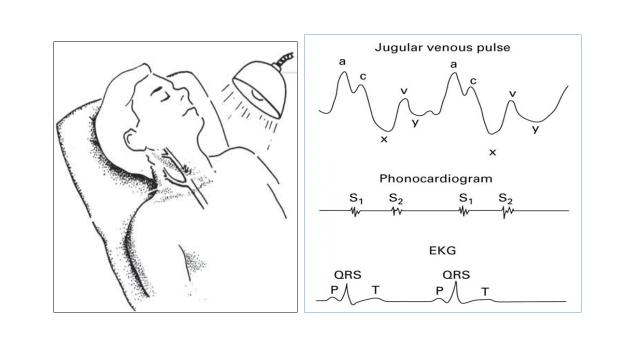 Jugular venous pulse
a a
c c
v v
y y
x x
Phonocardiogram
S₁ S₂ S₁ S₂
EKG
QRS QRS
P T P T